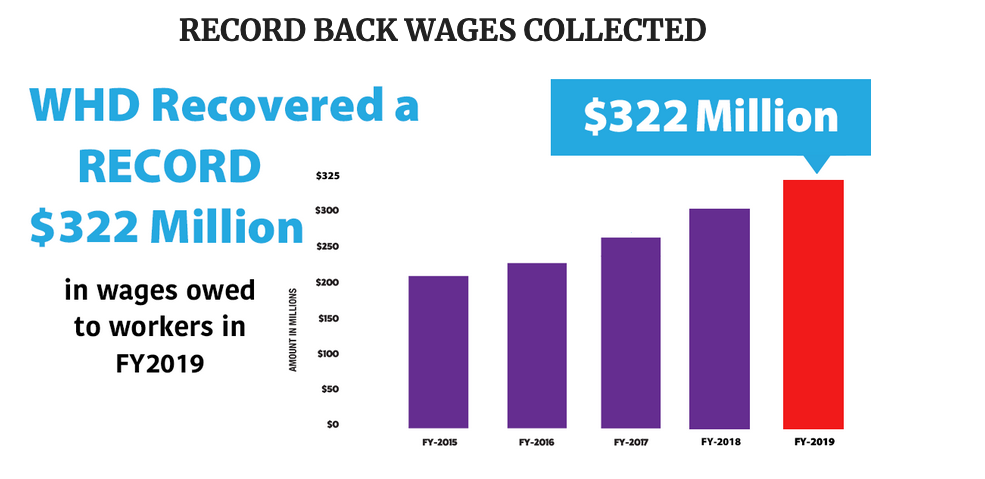 RECORD BACK WAGES COLLECTED
WHD Recovered a
RECORD
$322 Million
in wages owed
to workers in
FY2019
$322 Million
AMOUNT IN MILLIONS
$325
$300
$250
$200
$150
$100
$50
$0
FY-2015 FY-2016 FY-2017 FY-2018 FY-2019